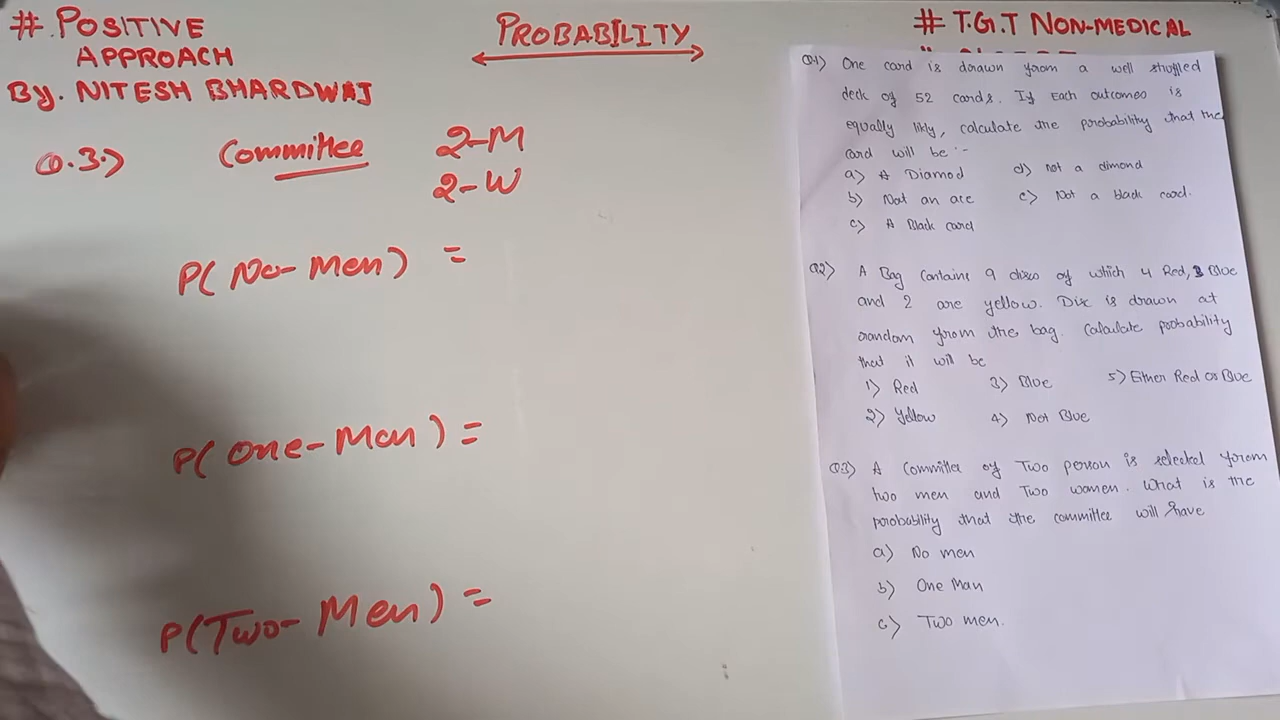 # POSITIVE
APPROACH
By. NITESH BHARDWAJ
PROBABILITY
# T.G.T NON-MEDICAL
Q.3.) Committee 2-M
2-W
P(No-Men) =
P(One-Man) =
P(Two-Men) =
Q1) One card is drawn from a well shuffled
deck of 52 cards. If Each outcomes is
equally likly, calculate the probability that the
card will be :-
a) A Diamod d) not a dimond
b) Not an ace e) Not a black card.
c) A Black card
Q2) A Bag Contains 9 discs of which 4 Red, 3 Blue
and 2 are yellow. Disc is drawn at
random from the bag. Calculate probability
that it will be
1) Red 3) Blue 5) Either Red or Blue
2) Yellow 4) Not Blue
Q3) A Committee of Two person is selected from
two men and Two women. What is the
probability that the committee will have
a) No men
b) One Man
c) Two men.